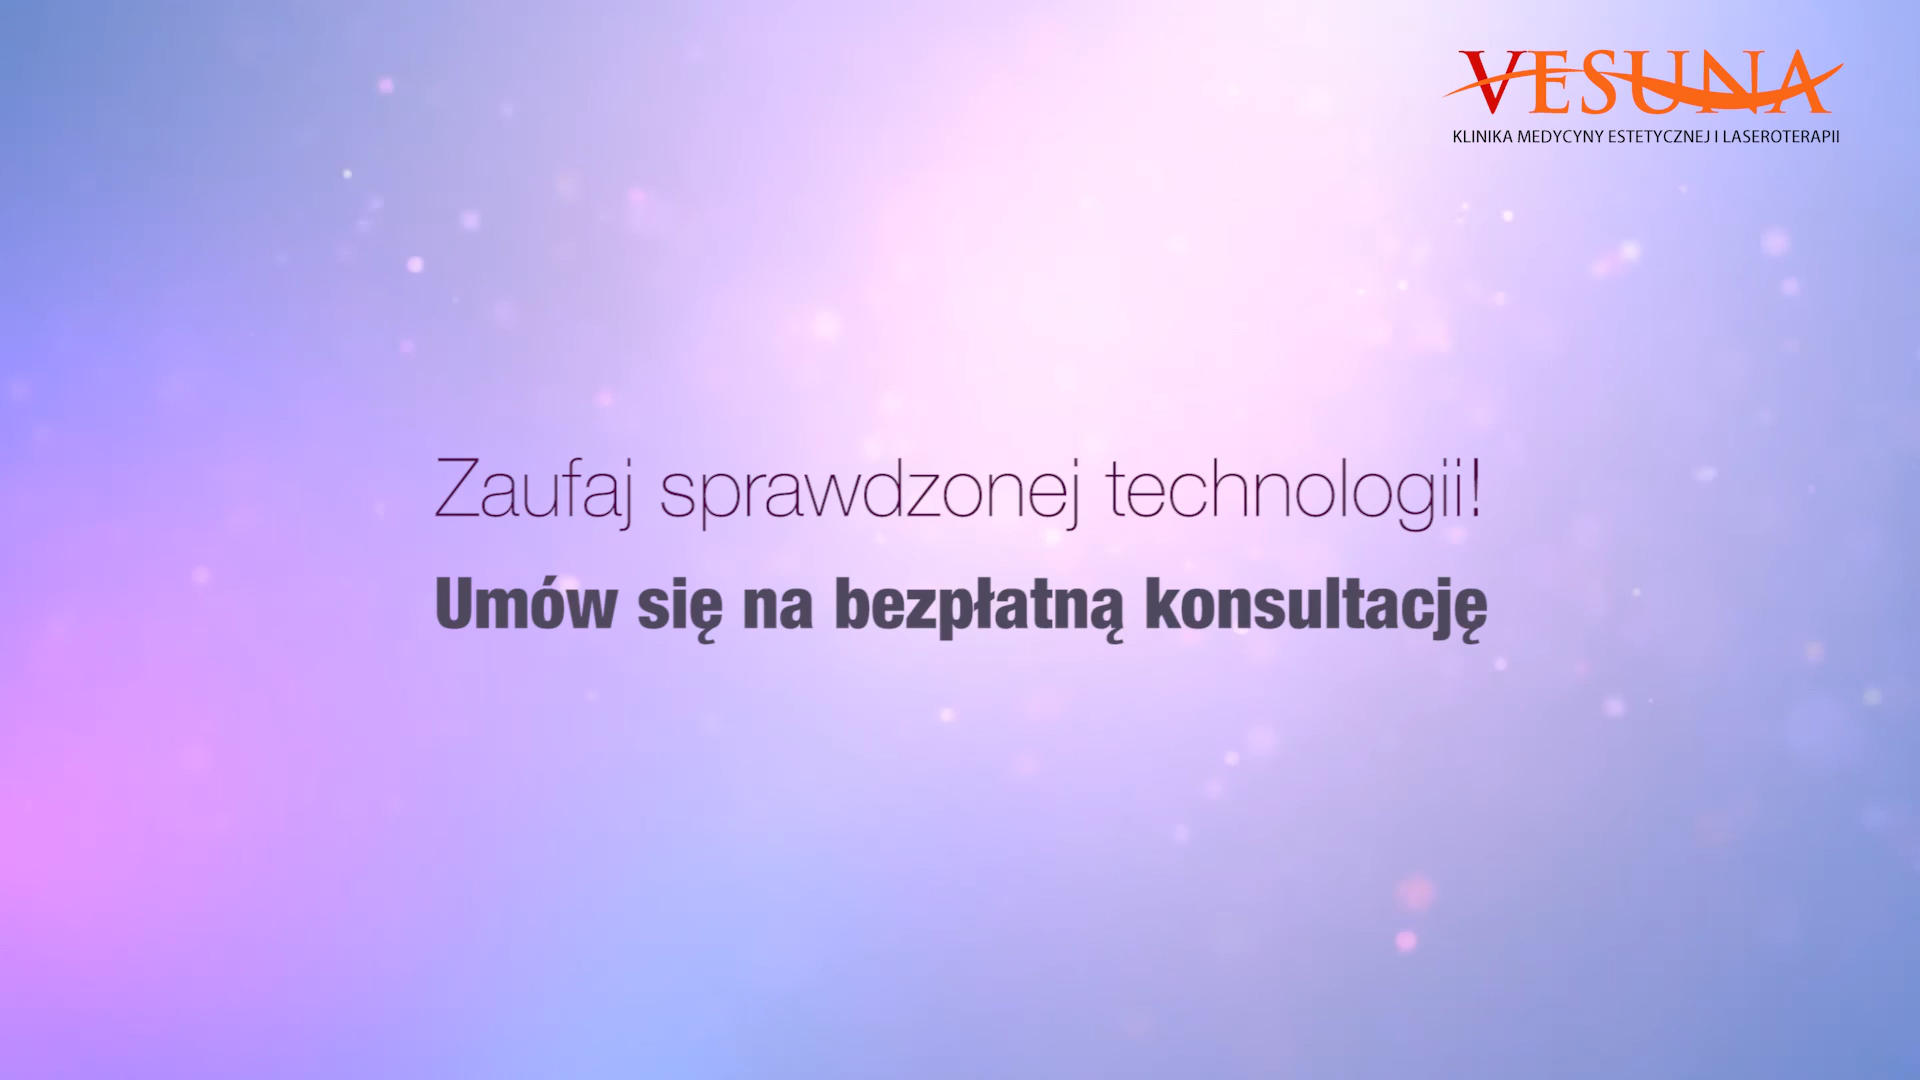 VESUNA
KLINIKA MEDYCYNY ESTETYCZNEJ I LASEROTERAPII
Zaufaj sprawdzonej technologii!
Umów się na bezpłatną konsultację